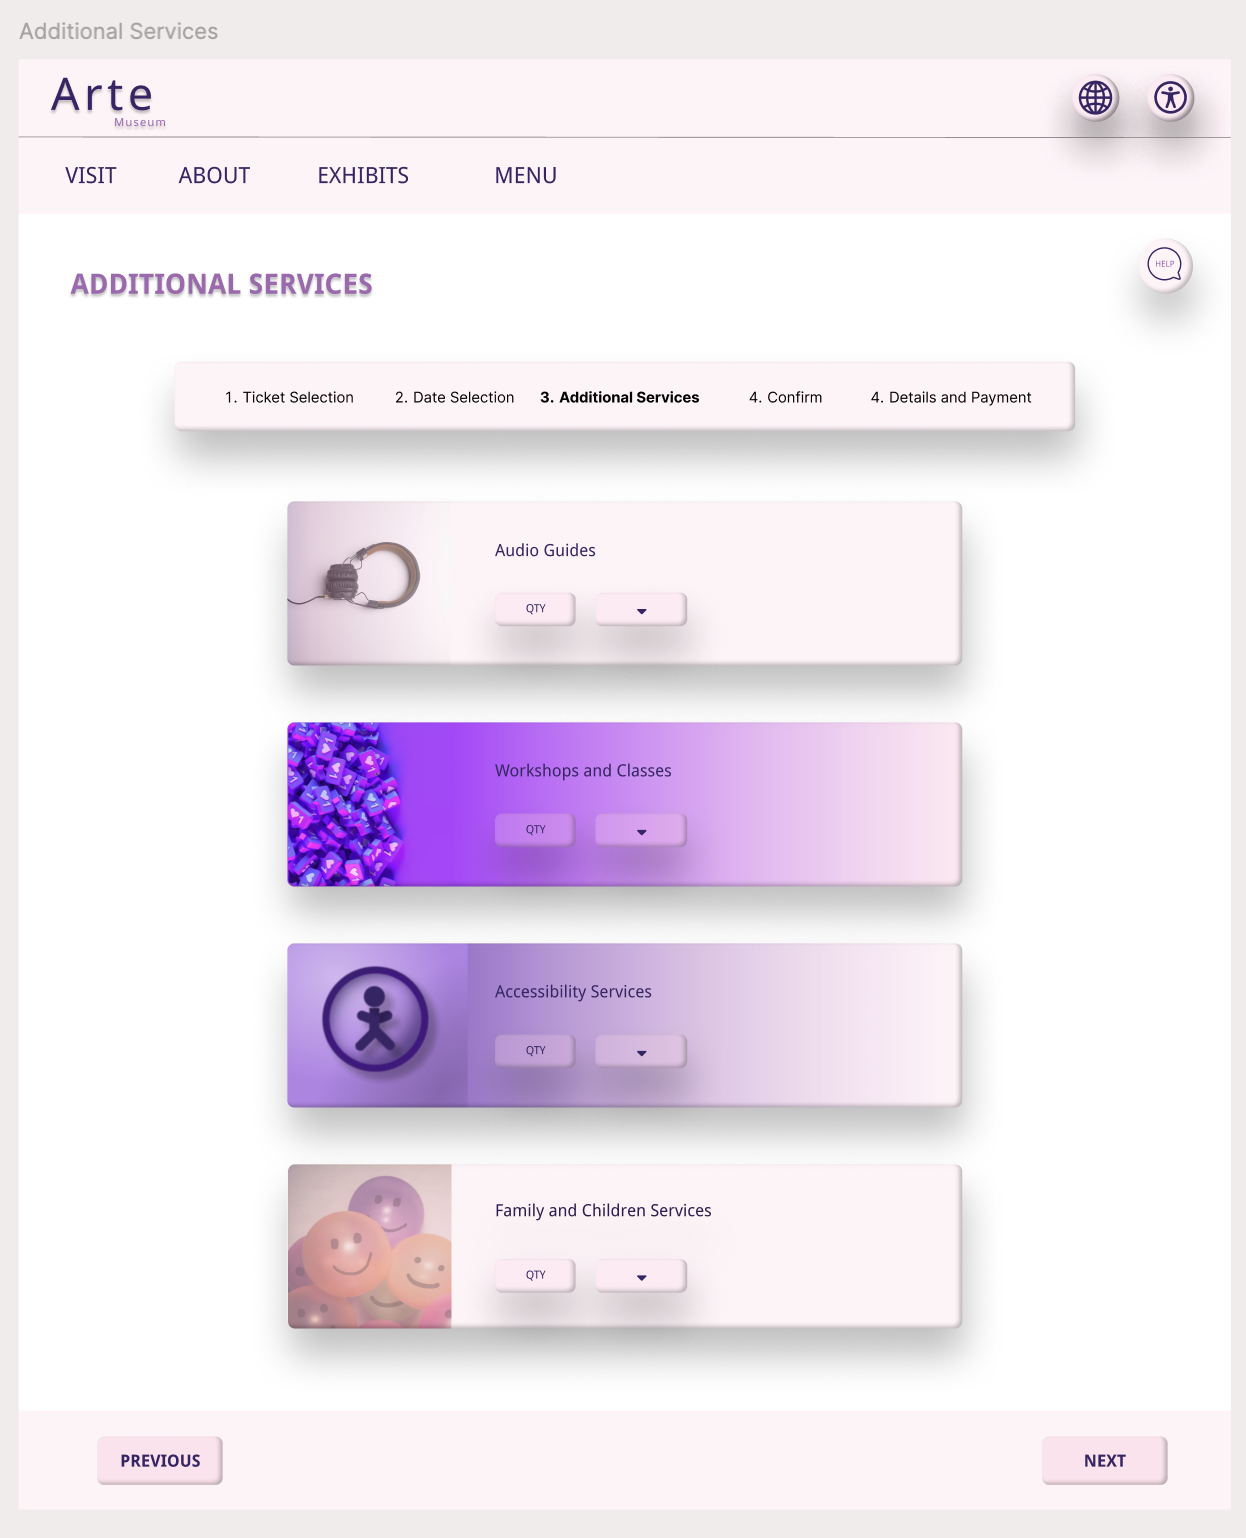 Additional Services
Arte
Museum
VISIT ABOUT EXHIBITS MENU
HELP
ADDITIONAL SERVICES
1. Ticket Selection 2. Date Selection 3. Additional Services 4. Confirm 4. Details and Payment
Audio Guides
QTY
Workshops and Classes
QTY
Accessibility Services
QTY
Family and Children Services
QTY
PREVIOUS NEXT